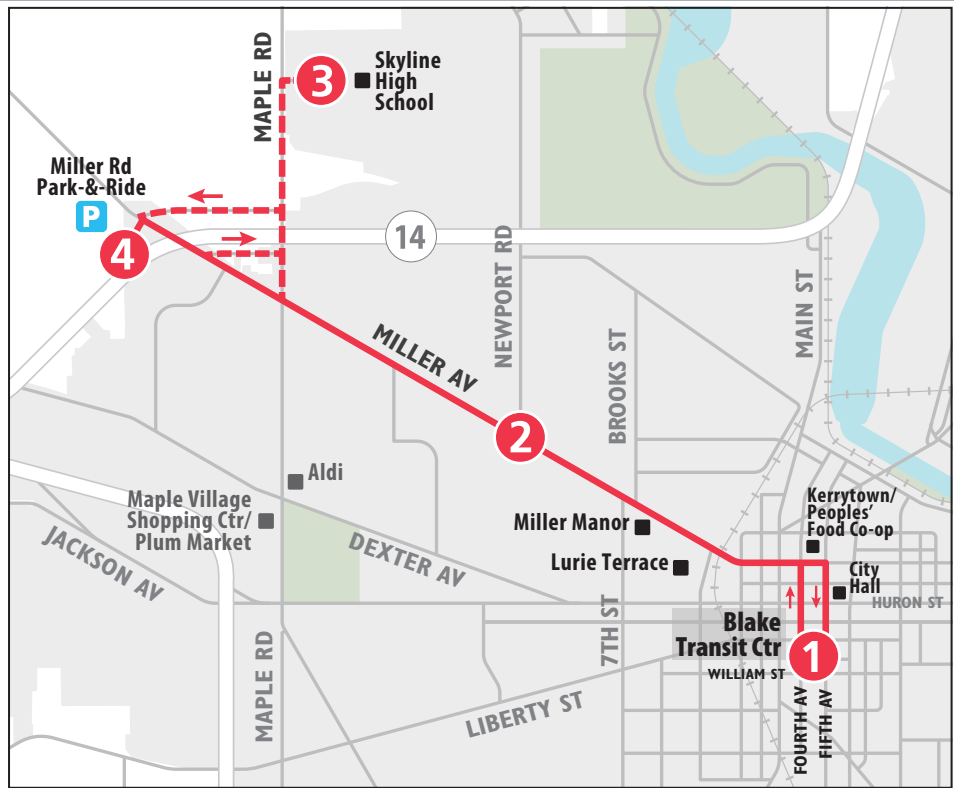 MAPLE RD
3
Skyline
High
School
Miller Rd
Park-&-Ride
P
4
14
NEWPORT RD
MAIN ST
MILLER AV
BROOKS ST
2
Aldi
Maple Village
Shopping Ctr/
Plum Market
JACKSON AV
DEXTER AV
Miller Manor
Lurie Terrace
Kerrytown/
Peoples'
Food Co-op
City
Hall
HURON ST
7TH ST
Blake
Transit Ctr
1
WILLIAM ST
MAPLE RD
LIBERTY ST
FOURTH AV
FIFTH AV